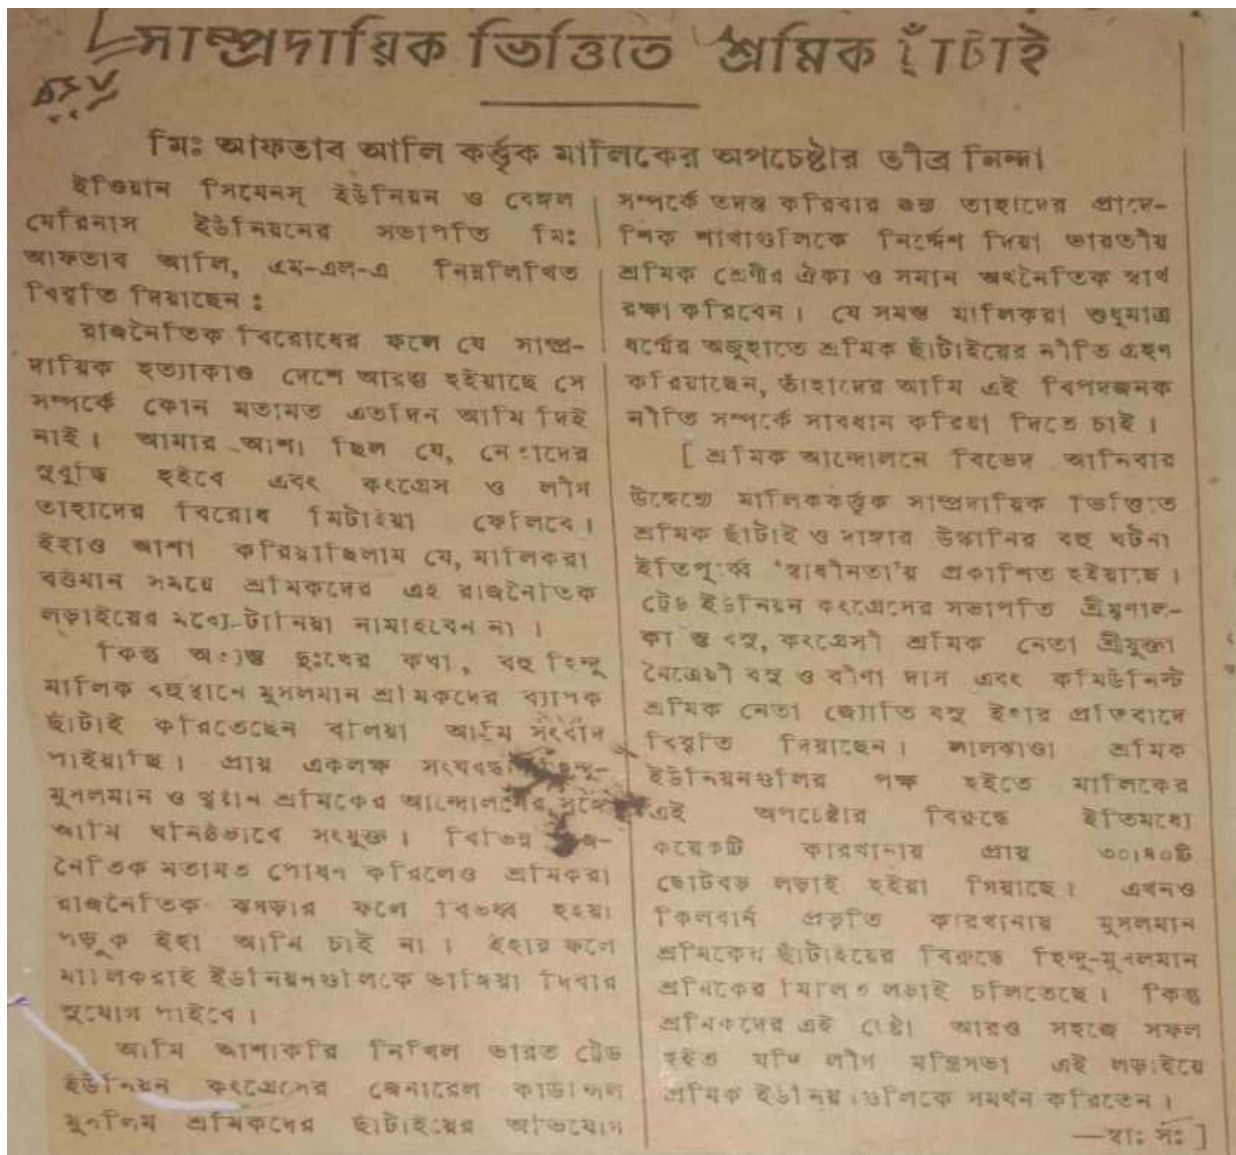 সাম্প্রদায়িক ভিত্তিতে শ্রমিক ছাঁটাই
মিঃ আফতাব আলি কর্ত্তৃক মালিকের অপচেষ্টার তীব্র নিন্দা
ইণ্ডিয়ান সিমেনস্ ইউনিয়ন ও বেঙ্গল
মেরিনাস ইউনিয়নের সভাপতি মিঃ
আফতাব আলি, এম-এল-এ নিম্নলিখিত
বিবৃতি দিয়াছেন :
রাজনৈতিক বিরোধের ফলে যে সাম্প্র-
দায়িক হত্যাকাণ্ড দেশে আরম্ভ হইয়াছে সে
সম্পর্কে কোন মতামত এতদিন আমি দিই
নাই। আমার আশা ছিল যে, নেতাদের
সুবুদ্ধি হইবে এবং কংগ্রেস ও লীগ
তাহাদের বিরোধ মিটাইয়া ফেলিবে।
ইহাও আশা করিয়াছিলাম যে, মালিকরা
বর্তমান সময়ে শ্রমিকদের এই রাজনৈতিক
লড়াইয়ের মধ্যে টানিয়া নামাইবেন না।
কিন্তু অত্যন্ত দুঃখের কথা, বহু হিন্দু
মালিক বহুস্থানে মুসলমান শ্রমিকদের ব্যাপক
ছাঁটাই করিতেছেন বলিয়া আমি সংবাদ
পাইয়াছি। প্রায় একলক্ষ সংঘবদ্ধ হিন্দু-
মুসলমান ও খৃষ্টান শ্রমিকের আন্দোলনের সঙ্গে
আমি ঘনিষ্ঠভাবে সংযুক্ত। বিভিন্ন রাজ-
নৈতিক মতামত পোষণ করিলেও শ্রমিকরা
রাজনৈতিক ঝগড়ার ফলে বিভক্ত হইয়া
পড়ুক ইহা আমি চাই না। ইহার ফলে
মালিকরাই ইউনিয়নগুলিকে ভাঙ্গিয়া দিবার
সুযোগ পাইবে।
আমি আশাকরি নিখিল ভারত ট্রেড
ইউনিয়ন কংগ্রেসের জেনারেল কাউন্সিল
মুসলিম শ্রমিকদের ছাঁটাইয়ের অভিযোগ
সম্পর্কে তদন্ত করিবার জন্য তাহাদের প্রাদে-
শিক শাখাগুলিকে নির্দ্দেশ দিয়া ভারতীয়
শ্রমিক শ্রেণীর ঐক্য ও সমান অর্থনৈতিক স্বার্থ
রক্ষা করিবেন। যে সমস্ত মালিকরা শুধুমাত্র
ধর্ম্মের অজুহাতে শ্রমিক ছাঁটাইয়ের নীতি গ্রহণ
করিয়াছেন, তাঁহাদের আমি এই বিপদজনক
নীতি সম্পর্কে সাবধান করিয়া দিতে চাই।
[ শ্রমিক আন্দোলনে বিভেদ আনিবার
উদ্দেশ্যে মালিককর্ত্তৃক সাম্প্রদায়িক ভিত্তিতে
শ্রমিক ছাঁটাই ও দাঙ্গার উস্কানির বহু ঘটনা
ইতিপূর্ব্বে ‘স্বাধীনতা’য় প্রকাশিত হইয়াছে।
ট্রেড ইউনিয়ন কংগ্রেসের সভাপতি শ্রীমৃণাল-
কান্তি বসু, কংগ্রেসী শ্রমিক নেতা শ্রীযুক্তা
মৈত্রেয়ী বসু ও বীণা দাস এবং কমিউনিস্ট
শ্রমিক নেতা জ্যোতি বসু ইহার প্রতিবাদে
বিবৃতি দিয়াছেন। লালঝাণ্ডা শ্রমিক
ইউনিয়নগুলির পক্ষ হইতে মালিকের
এই অপচেষ্টার বিরুদ্ধে ইতিমধ্যে
কয়েকটি কারখানায় প্রায় ৩০।৪০টি
ছোটবড় লড়াই হইয়া গিয়াছে। এখনও
কিলবার্ন প্রভৃতি কারখানায় মুসলমান
শ্রমিকের ছাঁটাইয়ের বিরুদ্ধে হিন্দু-মুসলমান
শ্রমিকের মিলিত লড়াই চলিতেছে। কিন্তু
শ্রমিকদের এই চেষ্টা আরও সহজে সফল
হইত যদি লীগ মন্ত্রিসভা এই লড়াইয়ে
শ্রমিক ইউনিয়নগুলিকে সমর্থন করিতেন।
—স্বাঃ সঃ ]